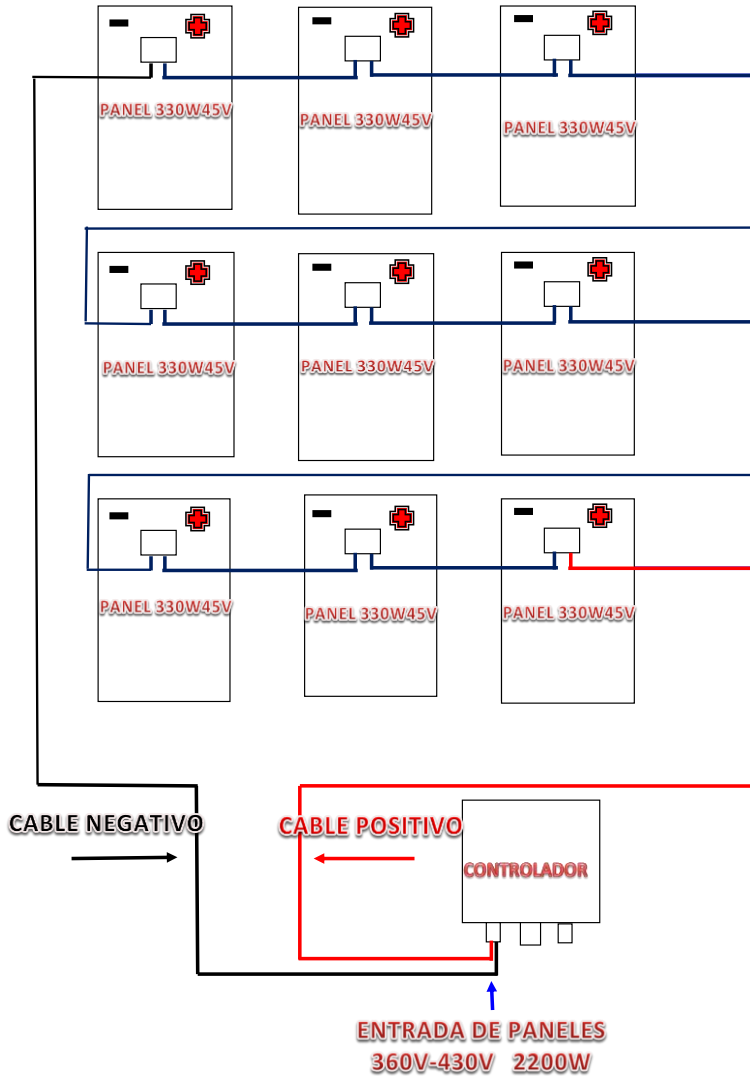 PANEL 330W45V
PANEL 330W45V
PANEL 330W45V
PANEL 330W45V
PANEL 330W45V
PANEL 330W45V
PANEL 330W45V
PANEL 330W45V
PANEL 330W45V
CABLE NEGATIVO
CABLE POSITIVO
CONTROLADOR
ENTRADA DE PANELES
360V-430V 2200W